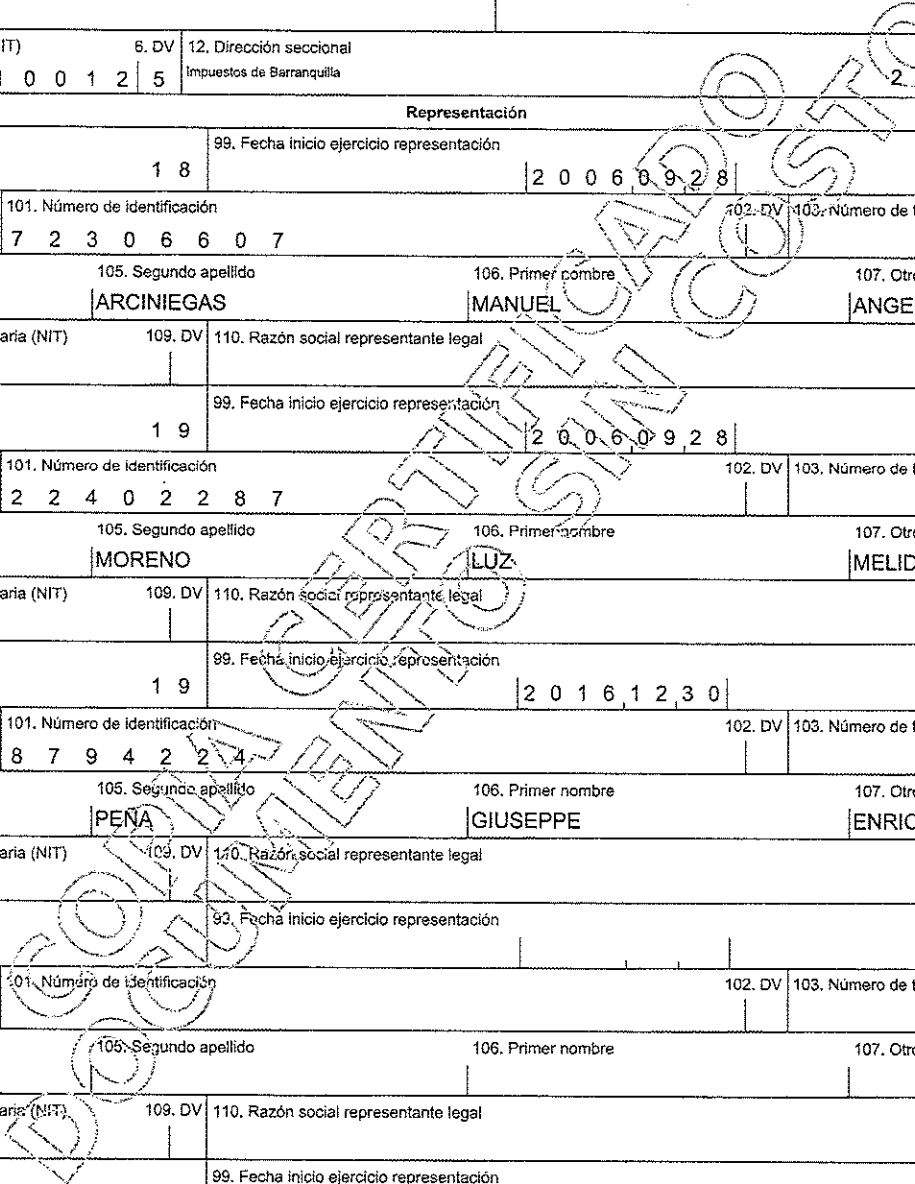 IT) 6. DV 12. Dirección seccional
0 0 1 2 5 Impuestos de Barranquilla 2
Representación
99. Fecha inicio ejercicio representación
1 8 2 0 0 6 0 9 2 8
101. Número de identificación 102. DV 103. Número de t
7 2 3 0 6 6 0 7
105. Segundo apellido 106. Primer nombre 107. Otro
ARCINIEGAS MANUEL ANGE
aria (NIT) 109. DV 110. Razón social representante legal
99. Fecha inicio ejercicio representación
1 9 2 0 0 6 0 9 2 8
101. Número de identificación 102. DV 103. Número de t
2 2 4 0 2 2 8 7
105. Segundo apellido 106. Primer nombre 107. Otro
MORENO LUZ MELID
aria (NIT) 109. DV 110. Razón social representante legal
99. Fecha inicio ejercicio representación
1 9 2 0 1 6 1 2 3 0
101. Número de identificación 102. DV 103. Número de t
8 7 9 4 2 2 4
105. Segundo apellido 106. Primer nombre 107. Otro
PEÑA GIUSEPPE ENRIC
aria (NIT) 109. DV 110. Razón social representante legal
99. Fecha inicio ejercicio representación
101. Número de identificación 102. DV 103. Número de t
105. Segundo apellido 106. Primer nombre 107. Otro
aria (NIT) 109. DV 110. Razón social representante legal
99. Fecha inicio ejercicio representación
COPIA CERTIFICADO
DOCUMENTO SIN COSTO